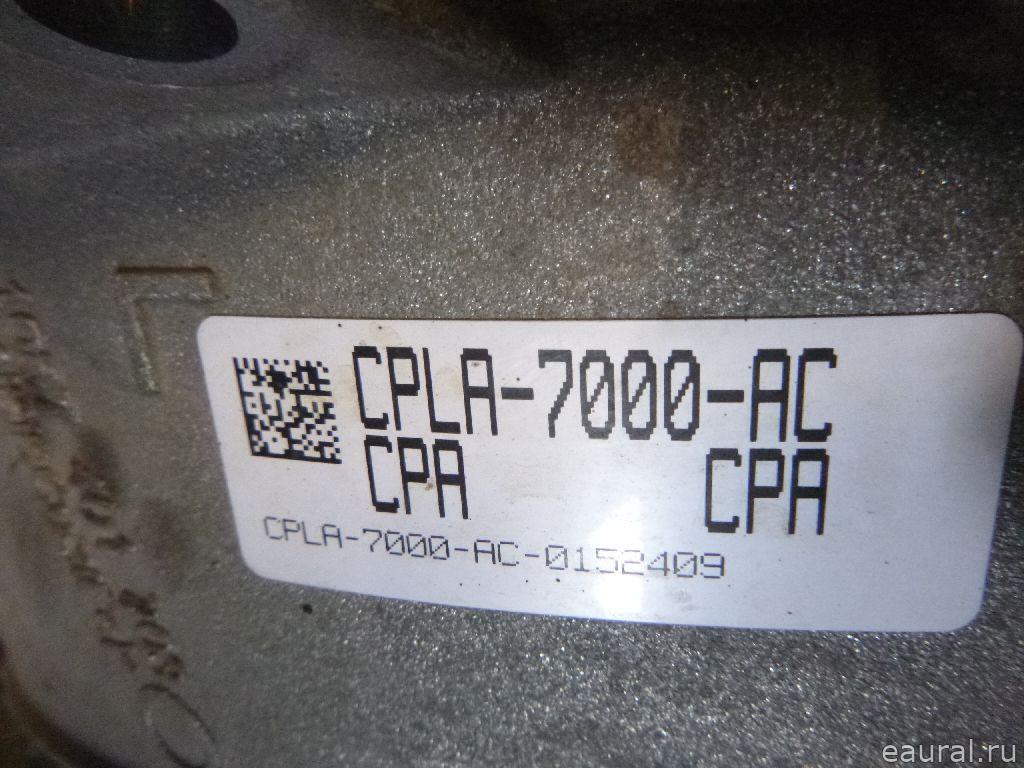 CPLA-7000-AC
CPA CPA
CPLA-7000-AC-0152409
eaural.ru